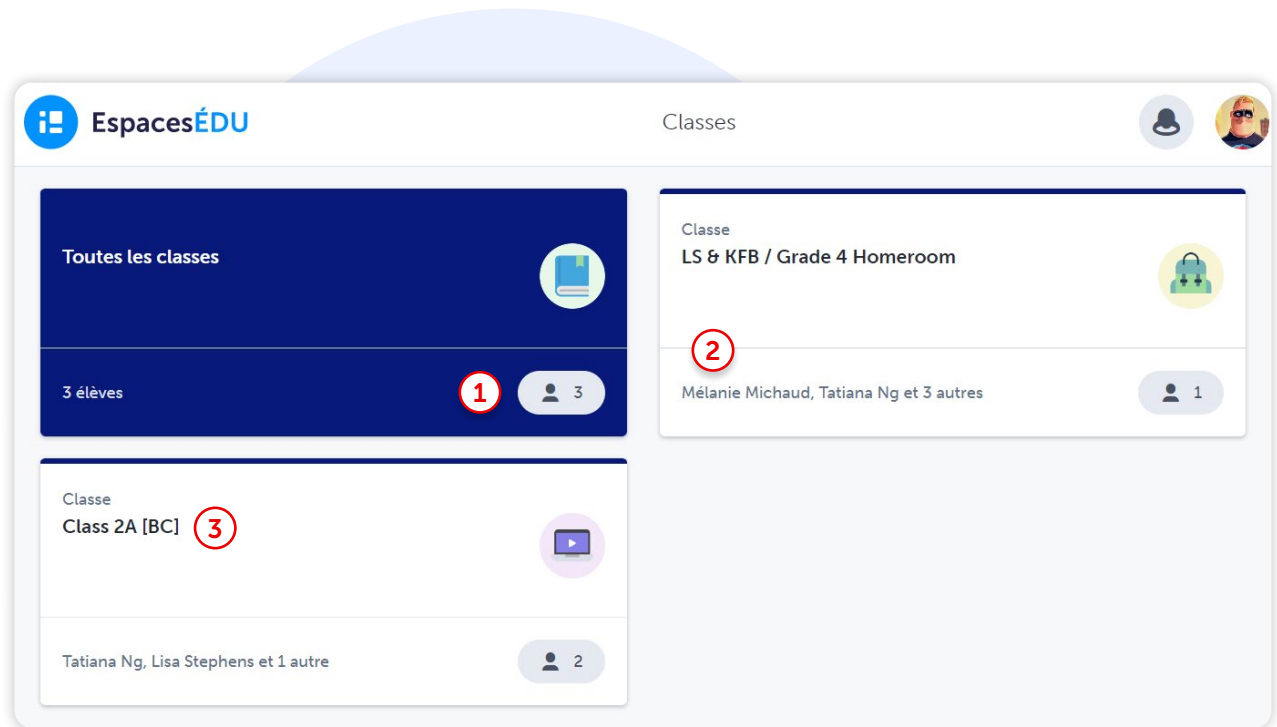 EspacesÉDU
Classes
Toutes les classes
3 élèves
1
3
Classe
LS & KFB / Grade 4 Homeroom
2
Mélanie Michaud, Tatiana Ng et 3 autres
1
Classe
Class 2A [BC]
3
Tatiana Ng, Lisa Stephens et 1 autre
2